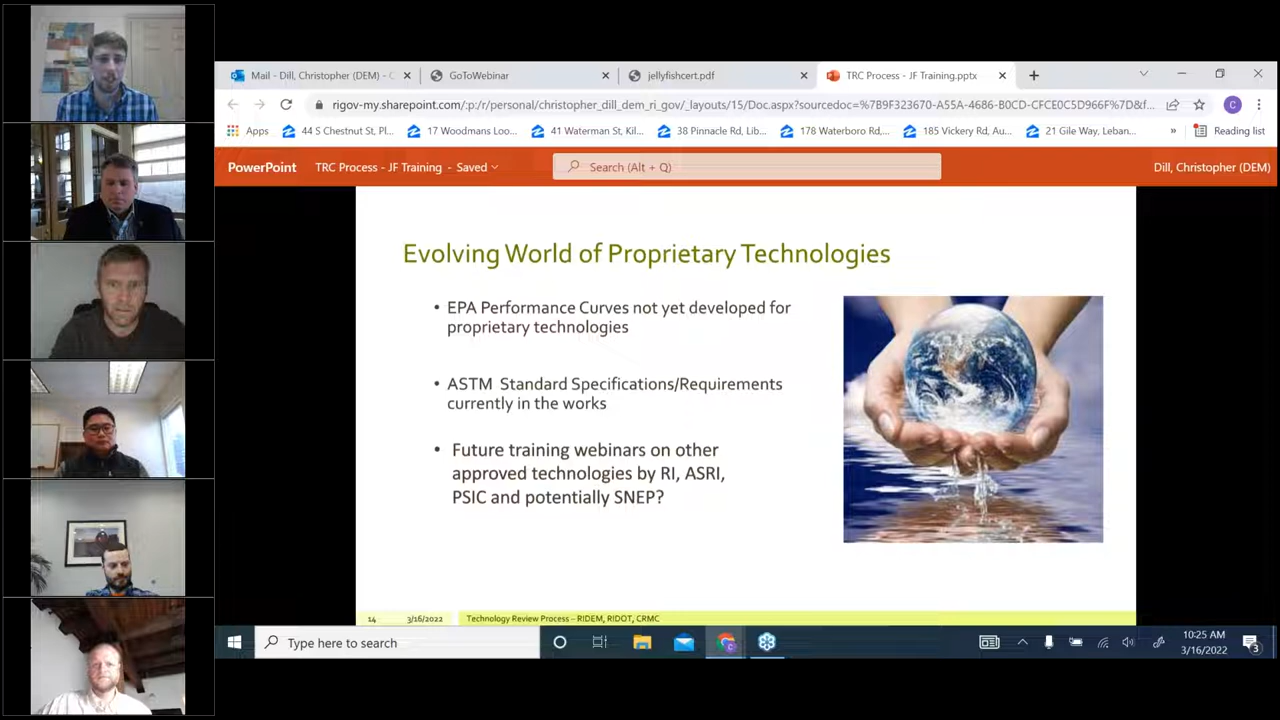 Mail - Dill, Christopher (DEM) - C
GoToWebinar
jellyfishcert.pdf
TRC Process - JF Training.pptx
rigov-my.sharepoint.com/:p:/r/personal/christopher_dill_dem_ri_gov/_layouts/15/Doc.aspx?sourcedoc=%7B9F323670-A55A-4686-B0CD-CFCE0C5D966F%7D&f...
C
Apps
44 S Chestnut St, Pl...
17 Woodmans Loo...
41 Waterman St, Kil...
38 Pinnacle Rd, Lib...
178 Waterboro Rd,...
185 Vickery Rd, Au...
21 Gile Way, Leban...
»
Reading list
PowerPoint
TRC Process - JF Training - Saved
Search (Alt + Q)
Dill, Christopher (DEM)
Evolving World of Proprietary Technologies
• EPA Performance Curves not yet developed for
proprietary technologies
• ASTM Standard Specifications/Requirements
currently in the works
• Future training webinars on other
approved technologies by RI, ASRI,
PSIC and potentially SNEP?
14
3/16/2022
Technology Review Process – RIDEM, RIDOT, CRMC
Type here to search
10:25 AM
3/16/2022
3